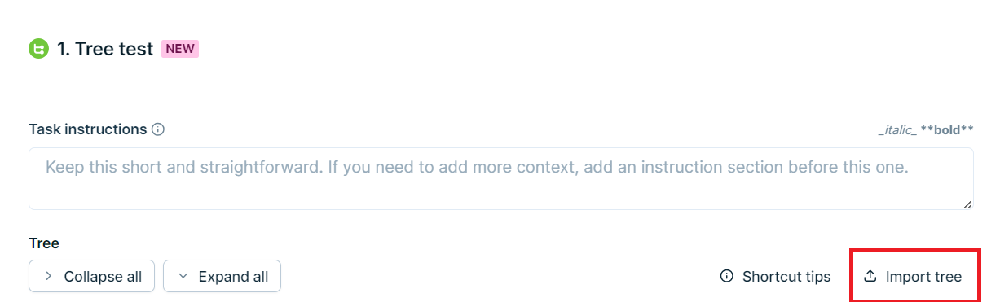 1. Tree test NEW
Task instructions _italic_ **bold**
Keep this short and straightforward. If you need to add more context, add an instruction section before this one.
Tree
Collapse all Expand all Shortcut tips Import tree